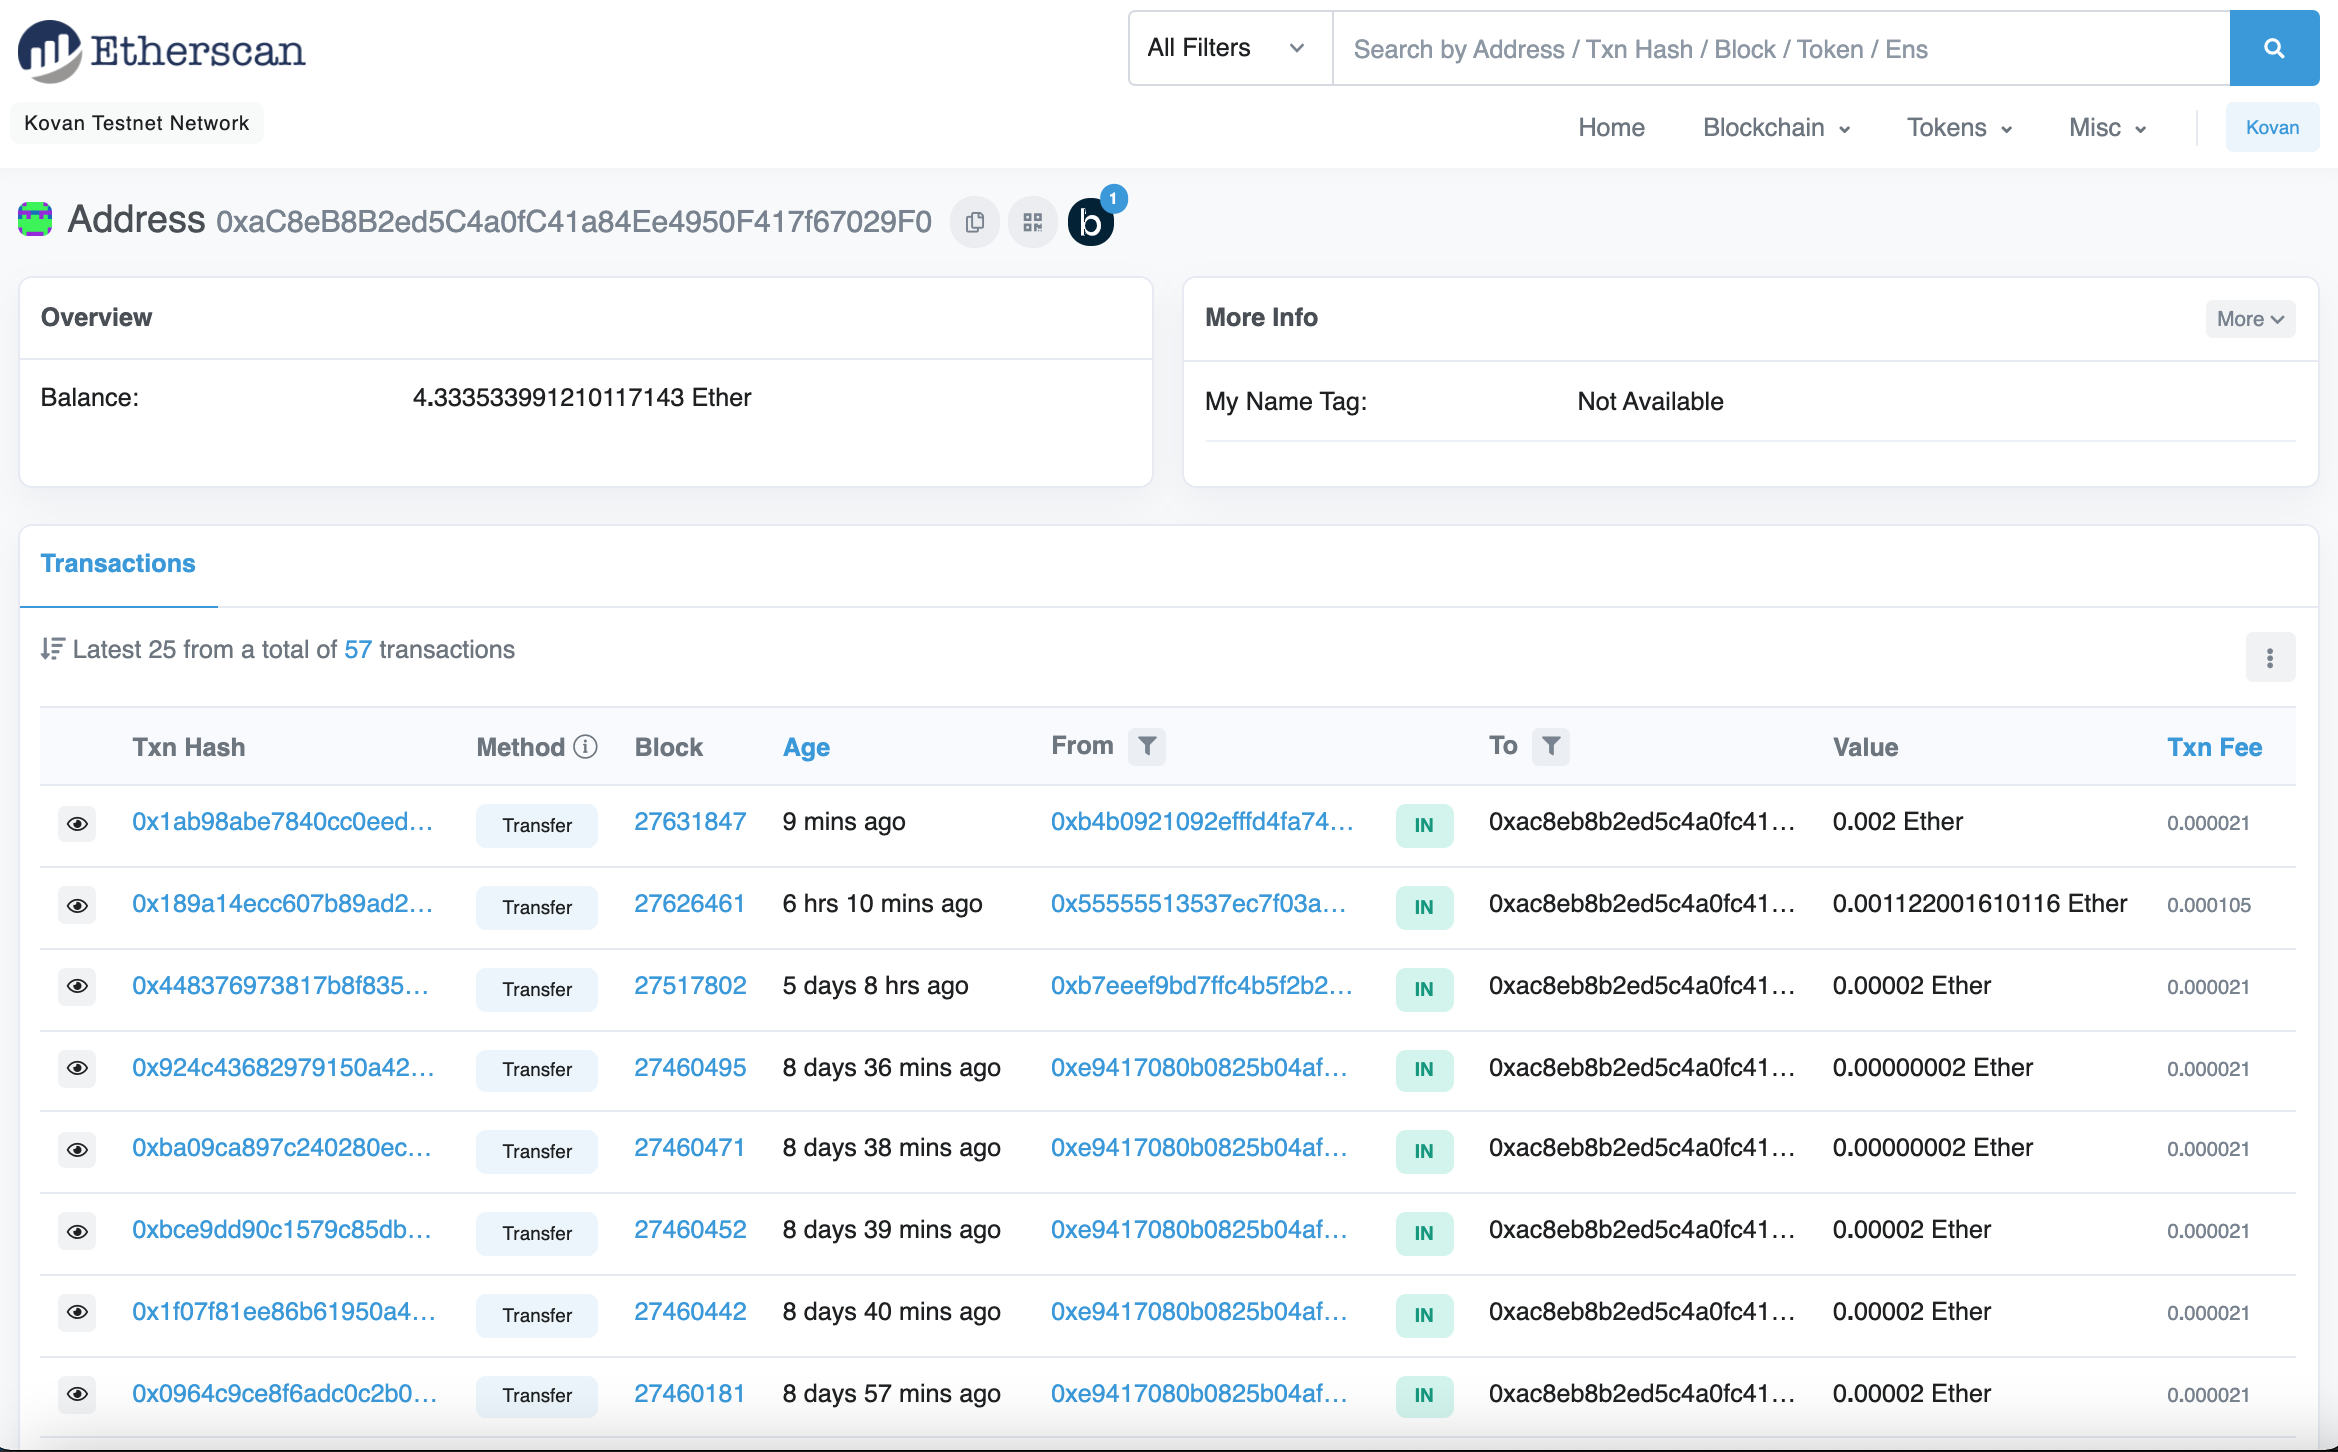 Etherscan
All Filters
Search by Address / Txn Hash / Block / Token / Ens
Kovan Testnet Network
Home Blockchain Tokens Misc Kovan
Address 0xaC8eB8B2ed5C4a0fC41a84Ee4950F417f67029F0 b 1
Overview
Balance: 4.333533991210117143 Ether
More Info More
My Name Tag: Not Available
Transactions
Latest 25 from a total of 57 transactions
Txn Hash Method Block Age From To Value Txn Fee
0x1ab98abe7840cc0eed... Transfer 27631847 9 mins ago 0xb4b0921092efffd4fa74... IN 0xac8eb8b2ed5c4a0fc41... 0.002 Ether 0.000021
0x189a14ecc607b89ad2... Transfer 27626461 6 hrs 10 mins ago 0x55555513537ec7f03a... IN 0xac8eb8b2ed5c4a0fc41... 0.001122001610116 Ether 0.000105
0x448376973817b8f835... Transfer 27517802 5 days 8 hrs ago 0xb7eeef9bd7ffc4b5f2b2... IN 0xac8eb8b2ed5c4a0fc41... 0.00002 Ether 0.000021
0x924c43682979150a42... Transfer 27460495 8 days 36 mins ago 0xe9417080b0825b04af... IN 0xac8eb8b2ed5c4a0fc41... 0.00000002 Ether 0.000021
0xba09ca897c240280ec... Transfer 27460471 8 days 38 mins ago 0xe9417080b0825b04af... IN 0xac8eb8b2ed5c4a0fc41... 0.00000002 Ether 0.000021
0xbce9dd90c1579c85db... Transfer 27460452 8 days 39 mins ago 0xe9417080b0825b04af... IN 0xac8eb8b2ed5c4a0fc41... 0.00002 Ether 0.000021
0x1f07f81ee86b61950a4... Transfer 27460442 8 days 40 mins ago 0xe9417080b0825b04af... IN 0xac8eb8b2ed5c4a0fc41... 0.00002 Ether 0.000021
0x0964c9ce8f6adc0c2b0... Transfer 27460181 8 days 57 mins ago 0xe9417080b0825b04af... IN 0xac8eb8b2ed5c4a0fc41... 0.00002 Ether 0.000021